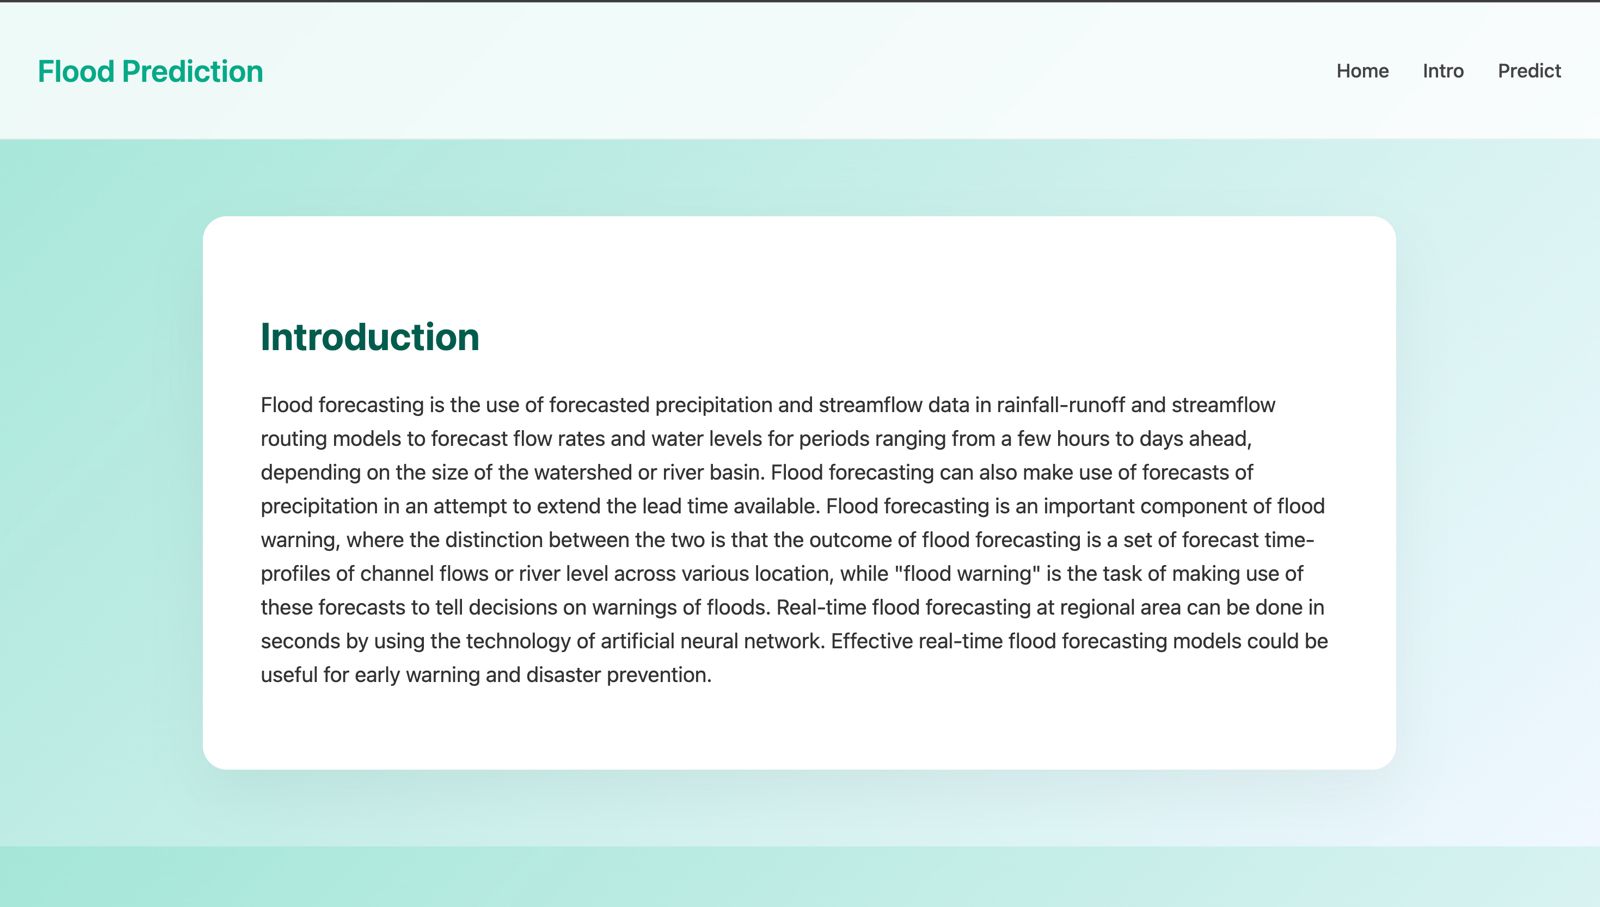 Flood Prediction
Home Intro Predict
Introduction
Flood forecasting is the use of forecasted precipitation and streamflow data in rainfall-runoff and streamflow
routing models to forecast flow rates and water levels for periods ranging from a few hours to days ahead,
depending on the size of the watershed or river basin. Flood forecasting can also make use of forecasts of
precipitation in an attempt to extend the lead time available. Flood forecasting is an important component of flood
warning, where the distinction between the two is that the outcome of flood forecasting is a set of forecast time-
profiles of channel flows or river level across various location, while "flood warning" is the task of making use of
these forecasts to tell decisions on warnings of floods. Real-time flood forecasting at regional area can be done in
seconds by using the technology of artificial neural network. Effective real-time flood forecasting models could be
useful for early warning and disaster prevention.